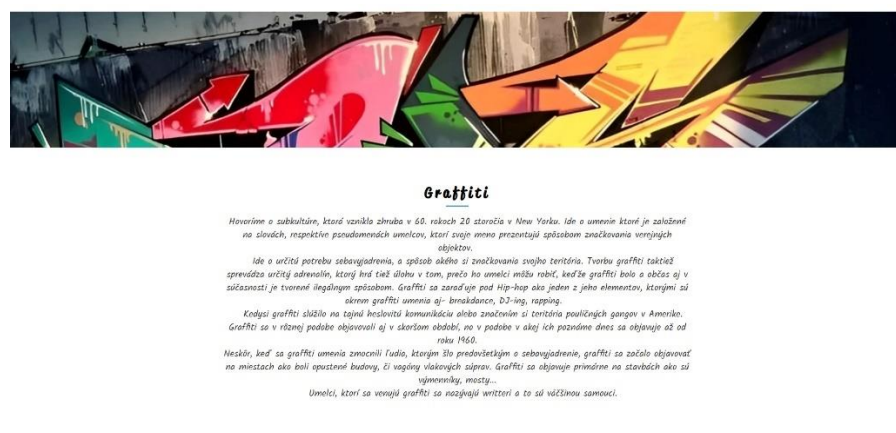 Graffiti
Hovoríme o subkultúre, ktorá vznikla zhruba v 60. rokoch 20 storočia v New Yorku. Ide o umenie ktoré je založené
na slovách, respektíve pseudomenách umelcov, ktorí svoje meno prezentujú spôsobom značkovania verejných
objektov.
Ide o určitú potrebu sebavyjadrenia, a spôsob akého si značkovania svojho teritória. Tvorbu graffiti taktiež
sprevádza určitý adrenalín, ktorý hrá tiež úlohu v tom, prečo ho umelci môžu robiť, keďže graffiti bolo a občas aj v
súčasnosti je tvorené ilegálnym spôsobom. Graffiti sa zaraďuje pod Hip-hop ako jeden z jeho elementov, ktorými sú
okrem graffiti umenia aj- breakdance, DJ-ing, rapping.
Kedysi graffiti slúžilo na tajnú heslovitú komunikáciu alebo značením si teritória pouličných gangov v Amerike.
Graffiti sa v rôznej podobe objavovali aj v skoršom období, no v podobe v akej ich poznáme dnes sa objavuje až od
roku 1960.
Neskôr, keď sa graffiti umenia zmocnili ľudia, ktorým šlo predovšetkým o sebavyjadrenie, graffiti sa začalo objavovať
na miestach ako boli opustené budovy, či vagóny vlakových súprav. Graffiti sa objavuje primárne na stavbách ako sú
výmenníky, mosty...
Umelci, ktorí sa venujú graffiti sa nazývajú writteri a to sú väčšinou samouci.